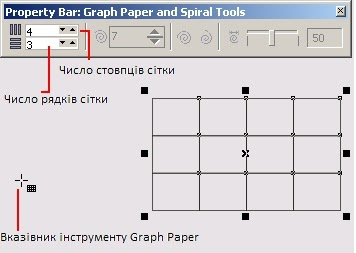 Property Bar: Graph Paper and Spiral Tools
4
3
7
50
Число стовпців сітки
Число рядків сітки
Вказівник інструменту Graph Paper